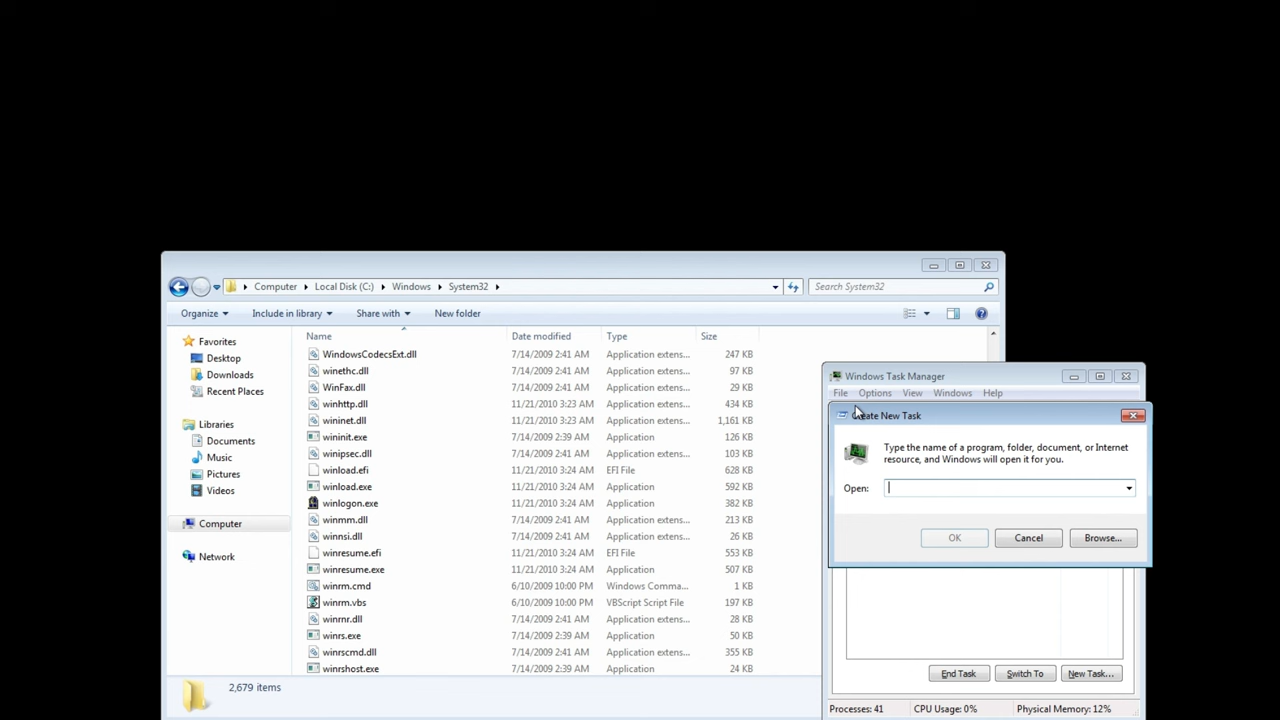 Computer Local Disk (C:) Windows System32 Search System32
Organize Include in library Share with New folder
Favorites
Desktop
Downloads
Recent Places
Libraries
Documents
Music
Pictures
Videos
Computer
Network
Name Date modified Type Size
WindowsCodecsExt.dll 7/14/2009 2:41 AM Application extens... 247 KB
winethc.dll 7/14/2009 2:41 AM Application extens... 97 KB
WinFax.dll 7/14/2009 2:41 AM Application extens... 29 KB
winhttp.dll 11/21/2010 3:23 AM Application extens... 434 KB
wininet.dll 11/21/2010 3:23 AM Application extens... 1,161 KB
wininit.exe 7/14/2009 2:39 AM Application 126 KB
winipsec.dll 7/14/2009 2:41 AM Application extens... 103 KB
winload.efi 11/21/2010 3:24 AM EFI File 628 KB
winload.exe 11/21/2010 3:24 AM Application 592 KB
winlogon.exe 11/21/2010 3:24 AM Application 382 KB
winmm.dll 11/21/2010 3:24 AM Application extens... 213 KB
winnsi.dll 7/14/2009 2:41 AM Application extens... 26 KB
winresume.efi 11/21/2010 3:24 AM EFI File 553 KB
winresume.exe 11/21/2010 3:24 AM Application 507 KB
winrm.cmd 6/10/2009 10:00 PM Windows Comma... 1 KB
winrm.vbs 6/10/2009 10:00 PM VBScript Script File 197 KB
winrnr.dll 7/14/2009 2:41 AM Application extens... 28 KB
winrs.exe 7/14/2009 2:39 AM Application 50 KB
winrscmd.dll 7/14/2009 2:41 AM Application extens... 355 KB
winrshost.exe 7/14/2009 2:39 AM Application 24 KB
2,679 items
Windows Task Manager
File Options View Windows Help
Create New Task
Type the name of a program, folder, document, or Internet
resource, and Windows will open it for you.
Open:
OK Cancel Browse...
End Task Switch To New Task...
Processes: 41 CPU Usage: 0% Physical Memory: 12%